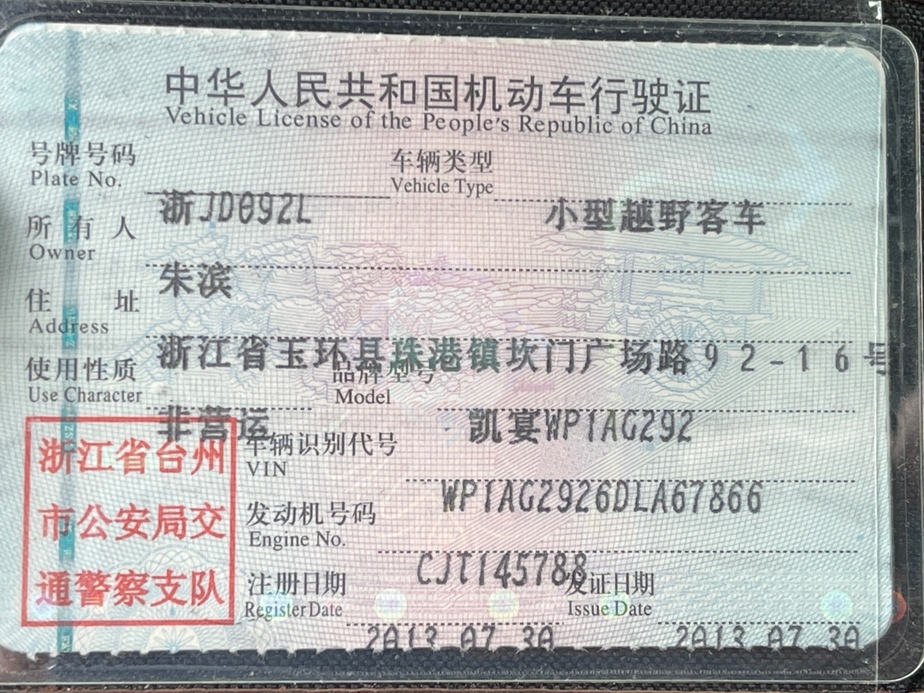 中华人民共和国机动车行驶证
Vehicle License of the People's Republic of China
号牌号码 车辆类型
Plate No. Vehicle Type
浙JD092L 小型越野客车
所有人
Owner
朱滨
住址
Address
浙江省玉环县珠港镇坎门广场路92-16号
使用性质 品牌型号
Use Character Model
非营运 凯宴WP1AG292
浙江省台州
市公安局交
通警察支队
车辆识别代号
VIN
WP1AG2926DLA67866
发动机号码
Engine No.
CJT145788
注册日期 发证日期
Register Date Issue Date
2013 07 30 2013 07 30